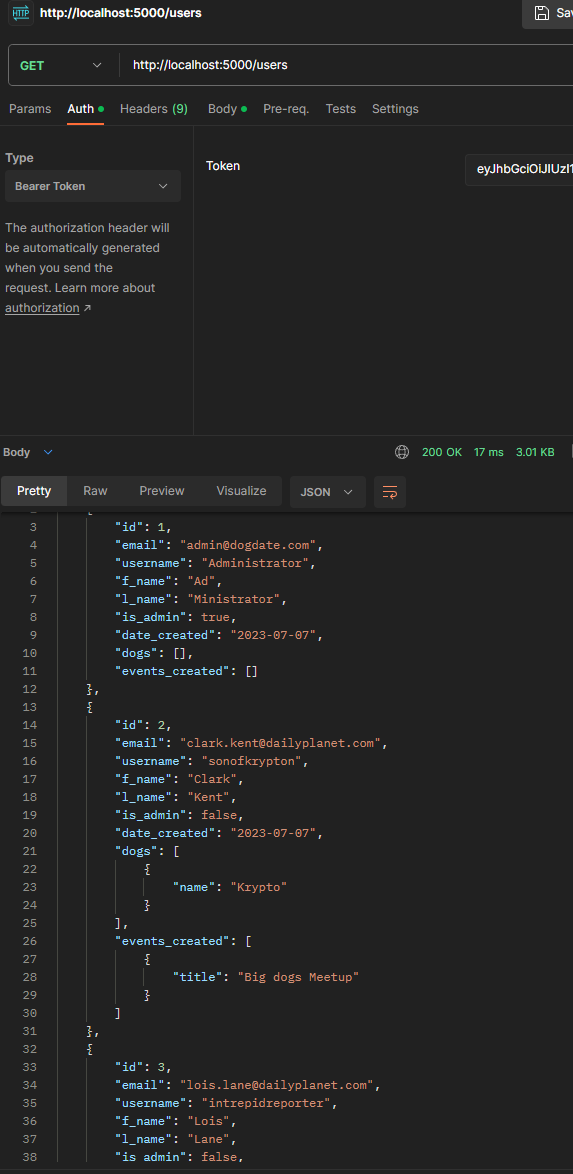 HTTP http://localhost:5000/users Sav
GET http://localhost:5000/users
Params Auth Headers (9) Body Pre-req. Tests Settings
Type
Token
eyJhbGciOiJIUzI1
Bearer Token
The authorization header will
be automatically generated
when you send the
request. Learn more about
authorization ↗
Body 200 OK 17 ms 3.01 KB
Pretty Raw Preview Visualize JSON
2 {
3 "id": 1,
4 "email": "admin@dogdate.com",
5 "username": "Administrator",
6 "f_name": "Ad",
7 "l_name": "Ministrator",
8 "is_admin": true,
9 "date_created": "2023-07-07",
10 "dogs": [],
11 "events_created": []
12 },
13 {
14 "id": 2,
15 "email": "clark.kent@dailyplanet.com",
16 "username": "sonofkrypton",
17 "f_name": "Clark",
18 "l_name": "Kent",
19 "is_admin": false,
20 "date_created": "2023-07-07",
21 "dogs": [
22 {
23 "name": "Krypto"
24 }
25 ],
26 "events_created": [
27 {
28 "title": "Big dogs Meetup"
29 }
30 ]
31 },
32 {
33 "id": 3,
34 "email": "lois.lane@dailyplanet.com",
35 "username": "intrepidreporter",
36 "f_name": "Lois",
37 "l_name": "Lane",
38 "is_admin": false,